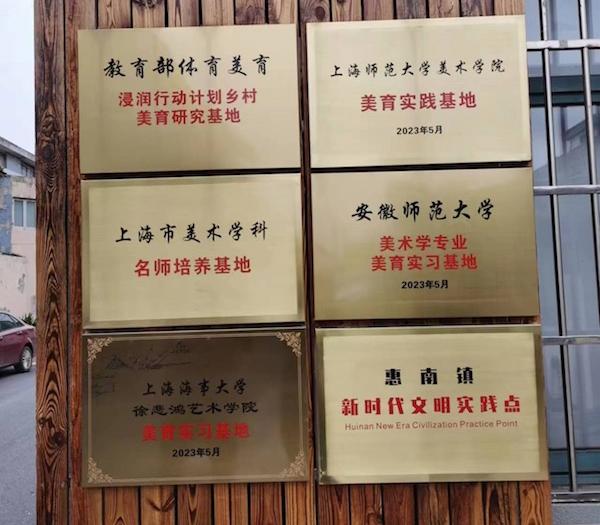 教育部体育美育
浸润行动计划乡村
美育研究基地
上海师范大学美术学院
美育实践基地
2023年5月
上海市美术学科
名师培养基地
安徽师范大学
美术学专业
美育实习基地
2023年5月
上海海事大学
徐悲鸿艺术学院
美育实习基地
2023年5月
惠南镇
新时代文明实践点
Huinan New Era Civilization Practice Point